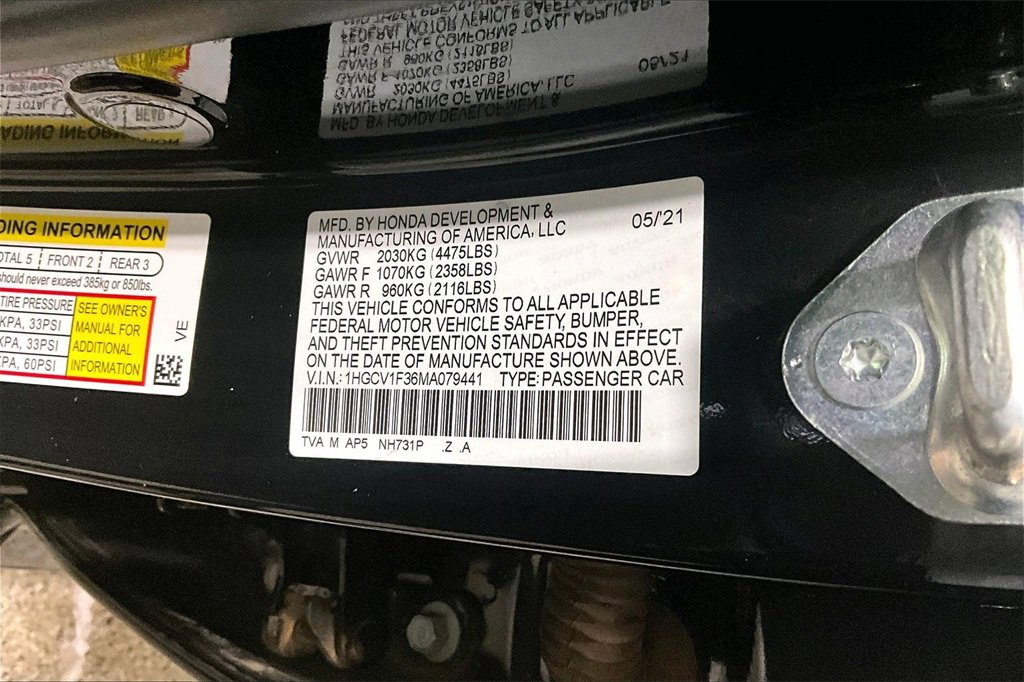 MFD. BY HONDA DEVELOPMENT &
MANUFACTURING OF AMERICA, LLC 05/'21
GVWR 2030KG (4475LBS)
GAWR F 1070KG (2358LBS)
GAWR R 960KG (2116LBS)
THIS VEHICLE CONFORMS TO ALL APPLICABLE
FEDERAL MOTOR VEHICLE SAFETY, BUMPER,
AND THEFT PREVENTION STANDARDS IN EFFECT
ON THE DATE OF MANUFACTURE SHOWN ABOVE.
V.I.N.: 1HGCV1F36MA079441 TYPE: PASSENGER CAR
TVA M AP5 NH731P .Z .A
DING INFORMATION
OTAL 5 FRONT 2 REAR 3
should never exceed 385kg or 850lbs.
TIRE PRESSURE
KPA, 33PSI
KPA, 33PSI
KPA, 60PSI
SEE OWNER'S
MANUAL FOR
ADDITIONAL
INFORMATION
VE